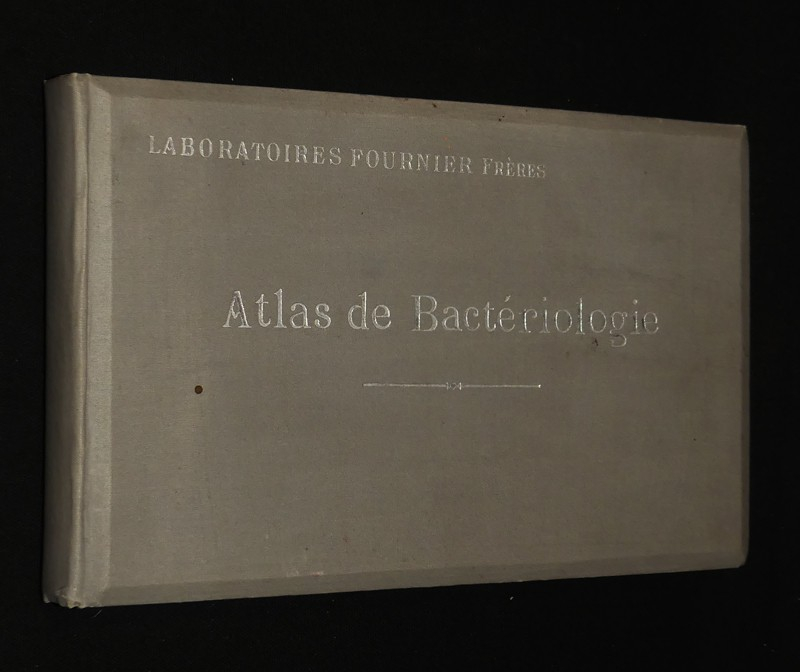 LABORATOIRES FOURNIER FRÈRES
Atlas de Bactériologie